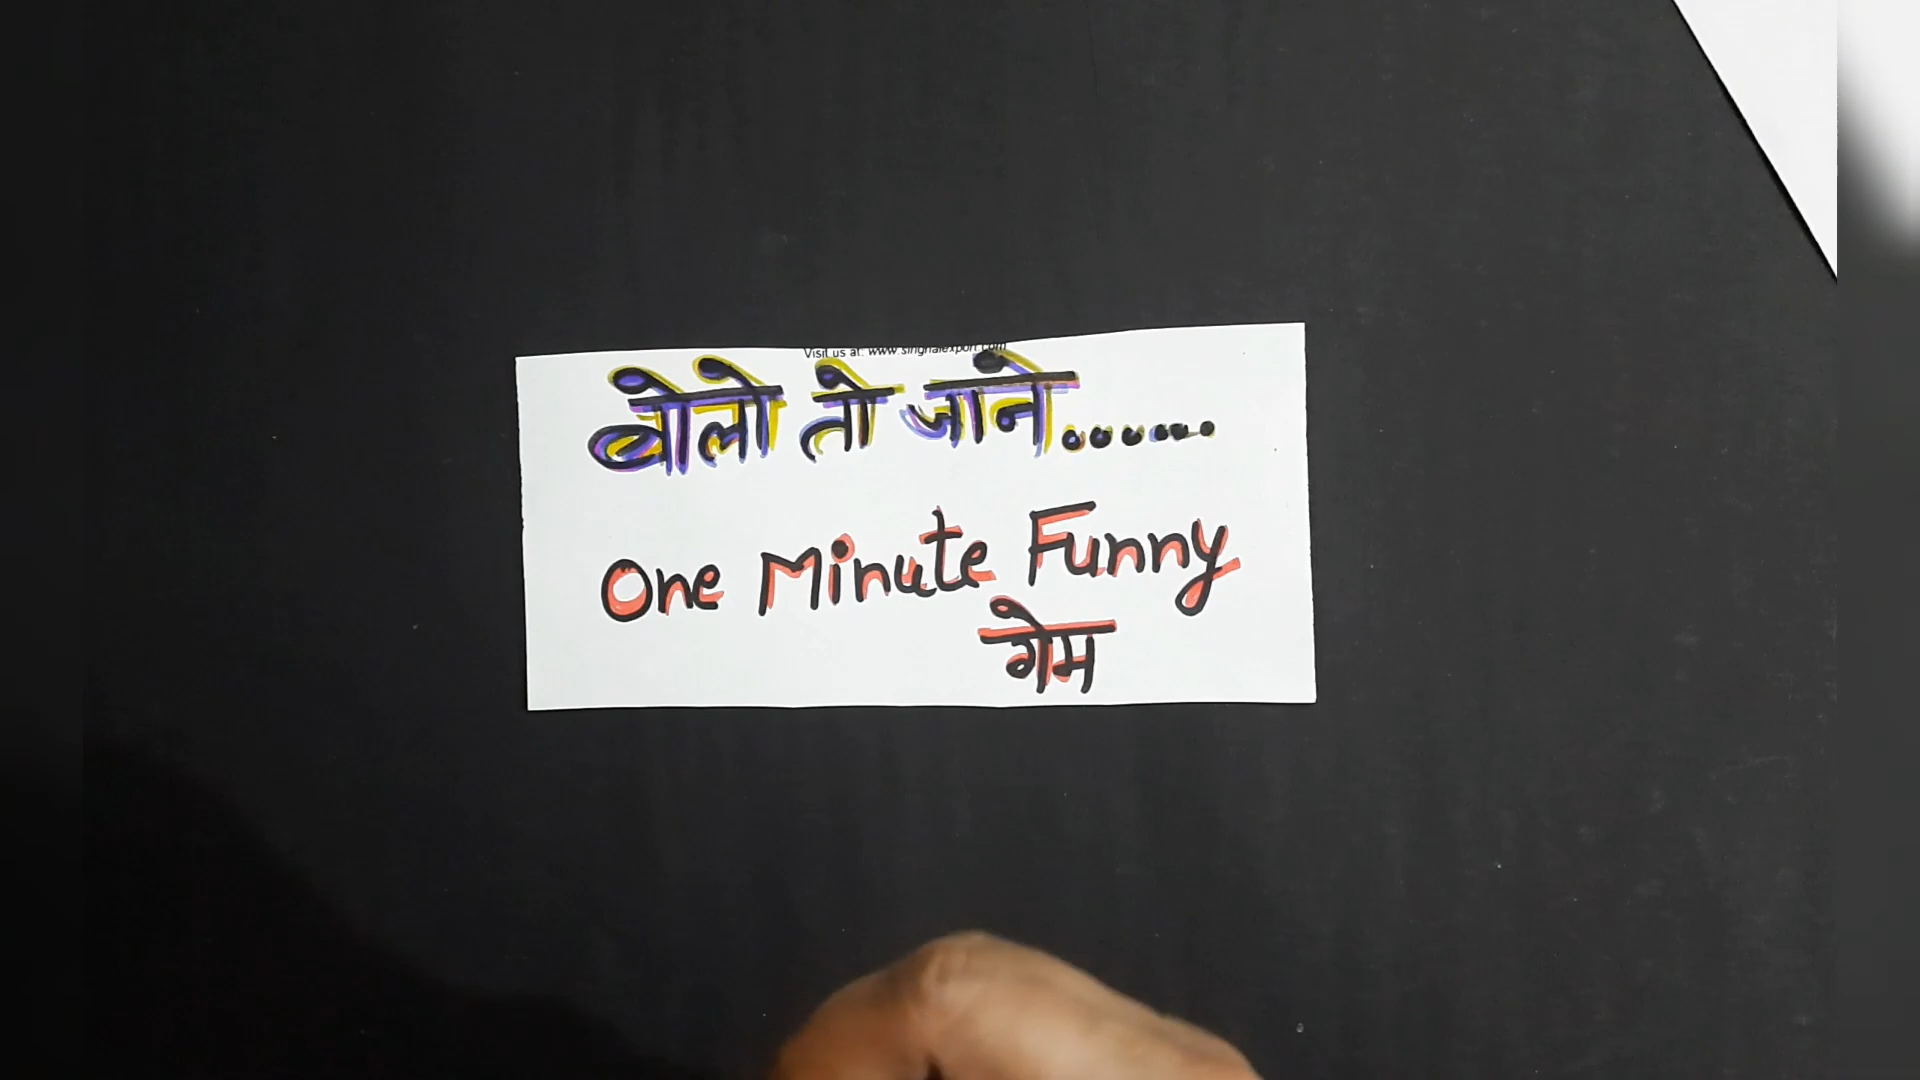 Visit us at: www.singhalexport.com
बोलो तो जाने......
One Minute Funny
गेम